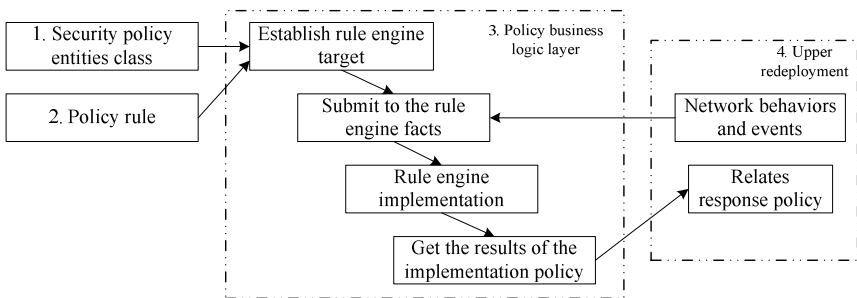 1. Security policy
entities class
2. Policy rule
Establish rule engine
target
3. Policy business
logic layer
Submit to the rule
engine facts
Rule engine
implementation
Get the results of the
implementation policy
4. Upper
redeployment
Network behaviors
and events
Relates
response policy